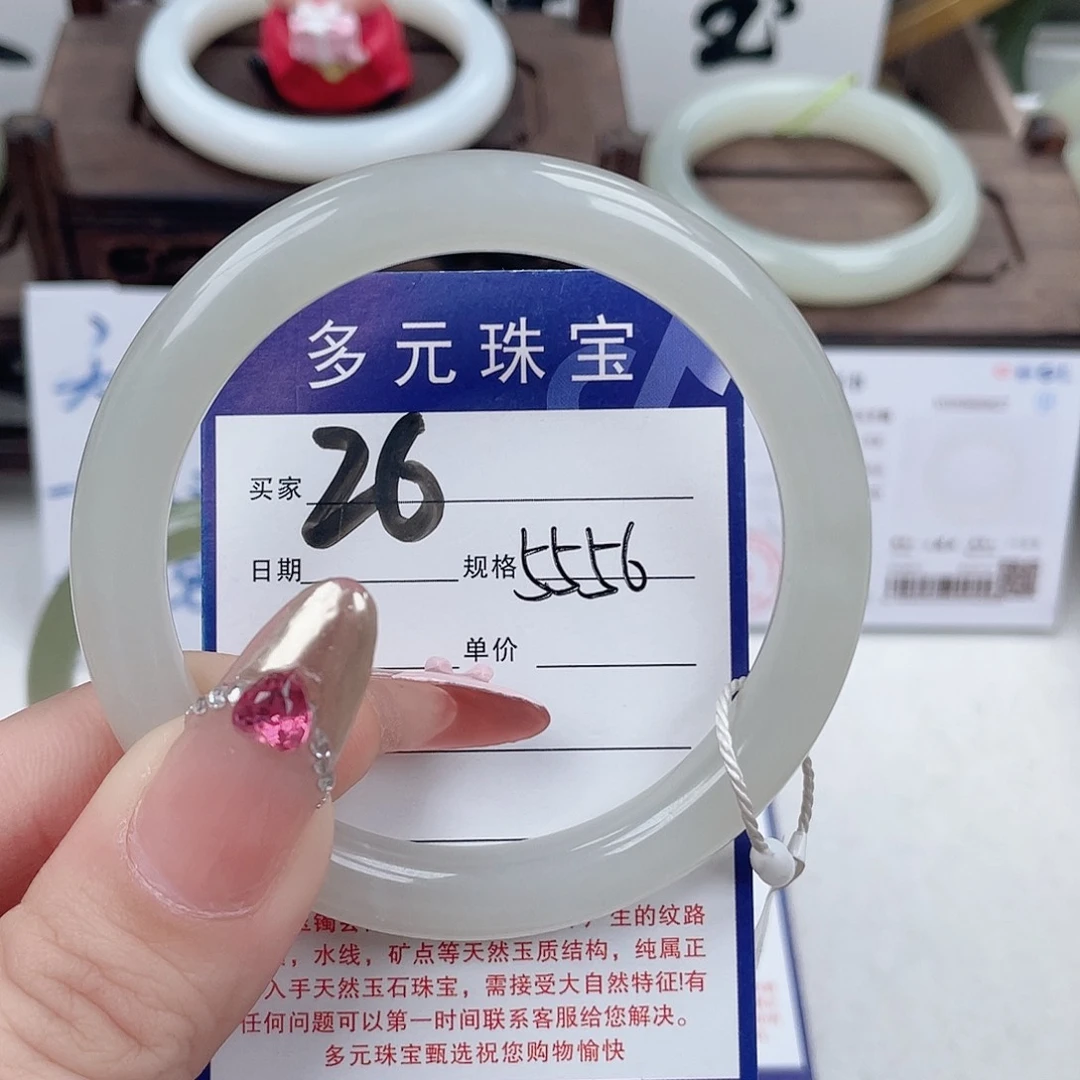 玉
多元珠宝
买家 26
日期 规格 5556
单价
生的纹路
，水线，矿点等天然玉质结构，纯属正
入手天然玉石珠宝，需接受大自然特征!有
任何问题可以第一时间联系客服给您解决。
多元珠宝甄选祝您购物愉快